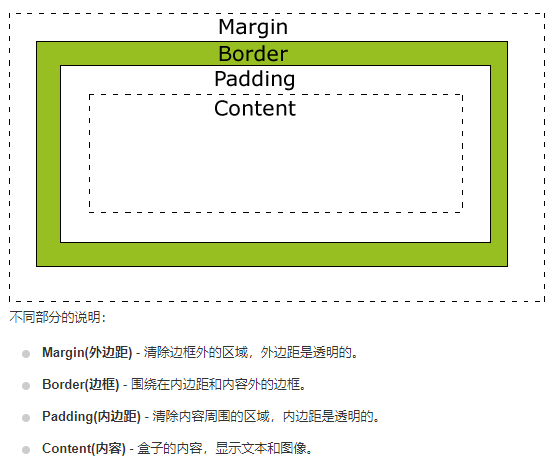 Margin
Border
Padding
Content
不同部分的说明：
Margin(外边距) - 清除边框外的区域，外边距是透明的。
Border(边框) - 围绕在内边距和内容外的边框。
Padding(内边距) - 清除内容周围的区域，内边距是透明的。
Content(内容) - 盒子的内容，显示文本和图像。